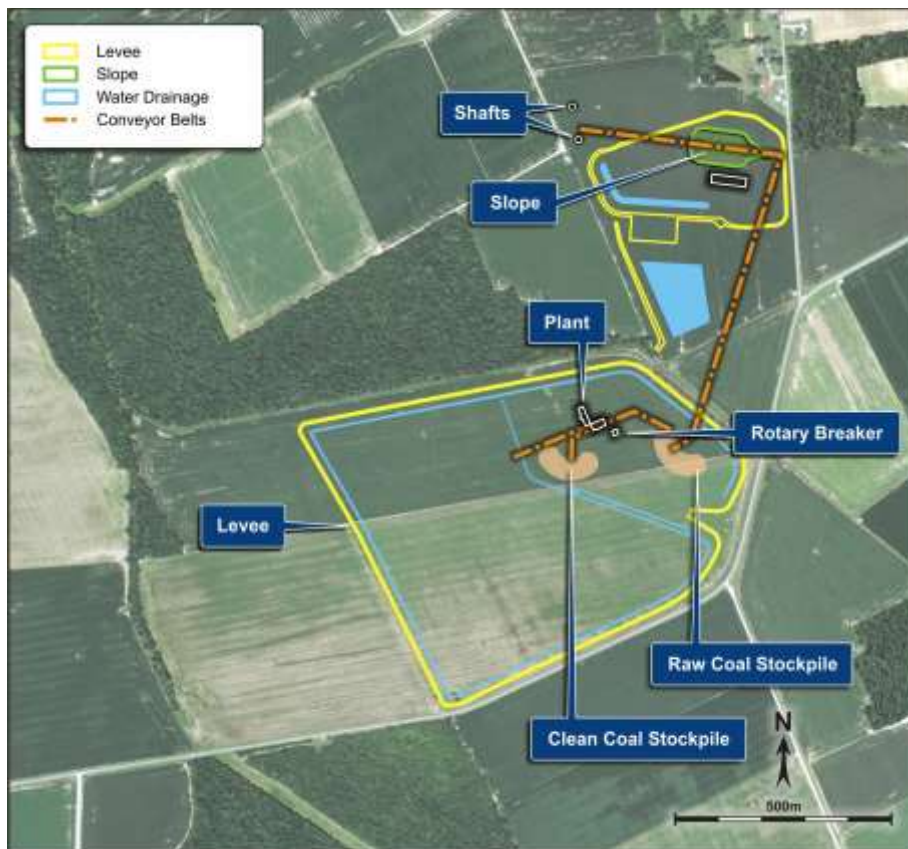 Levee
Slope
Water Drainage
Conveyor Belts
Shafts
Slope
Plant
Rotary Breaker
Levee
Raw Coal Stockpile
Clean Coal Stockpile
N
500m